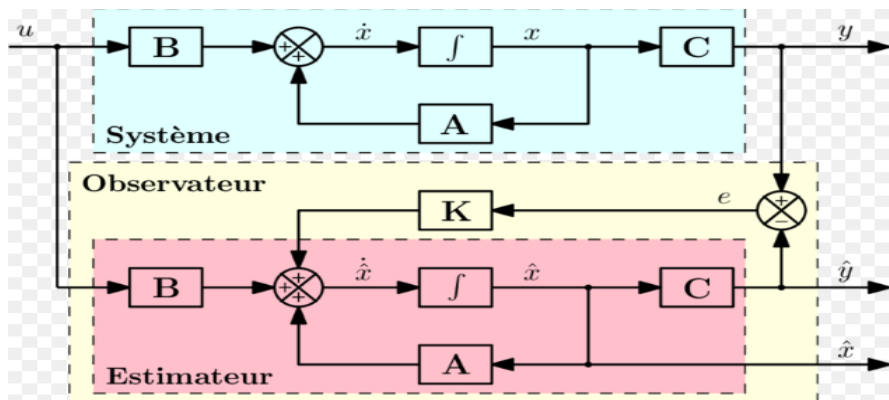 u
B
ẋ
∫
x
C
y
+
+
A
Système
Observateur
K
e
+
−
B
+
+
+
x̂̇
∫
x̂
C
ŷ
A
x̂
Estimateur